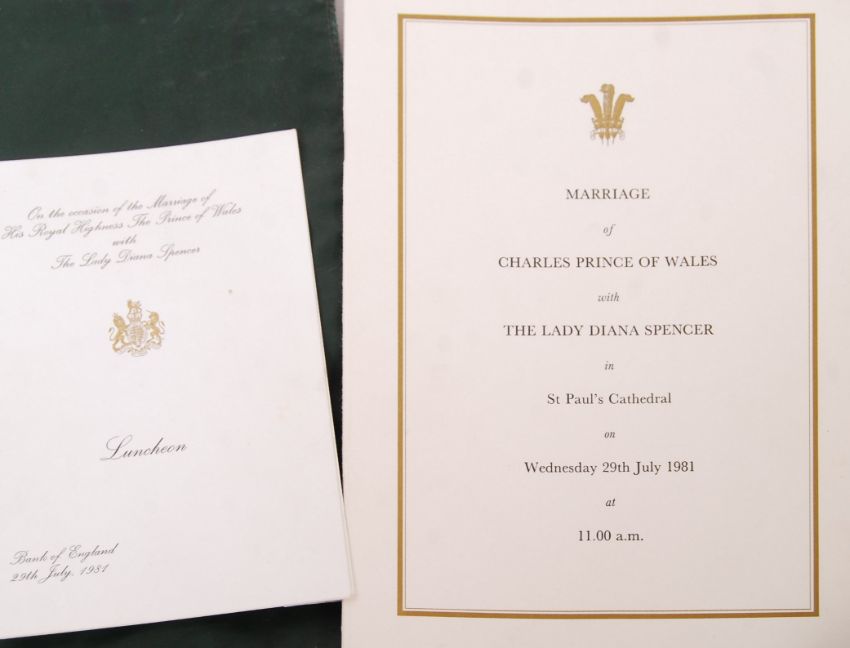 On the occasion of the Marriage of
His Royal Highness The Prince of Wales
with
The Lady Diana Spencer
Luncheon
Bank of England
29th July, 1981
MARRIAGE
of
CHARLES PRINCE OF WALES
with
THE LADY DIANA SPENCER
in
St Paul's Cathedral
on
Wednesday 29th July 1981
at
11.00 a.m.